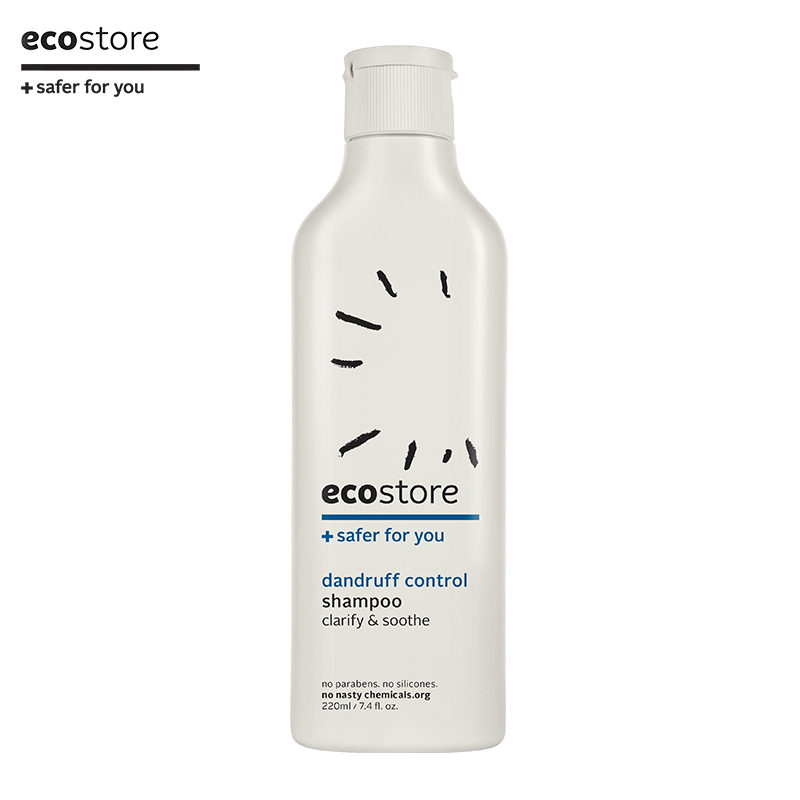 ecostore
+ safer for you
ecostore
+ safer for you
dandruff control
shampoo
clarify & soothe
no parabens. no silicones.
no nasty chemicals.org
220ml / 7.4 fl. oz.